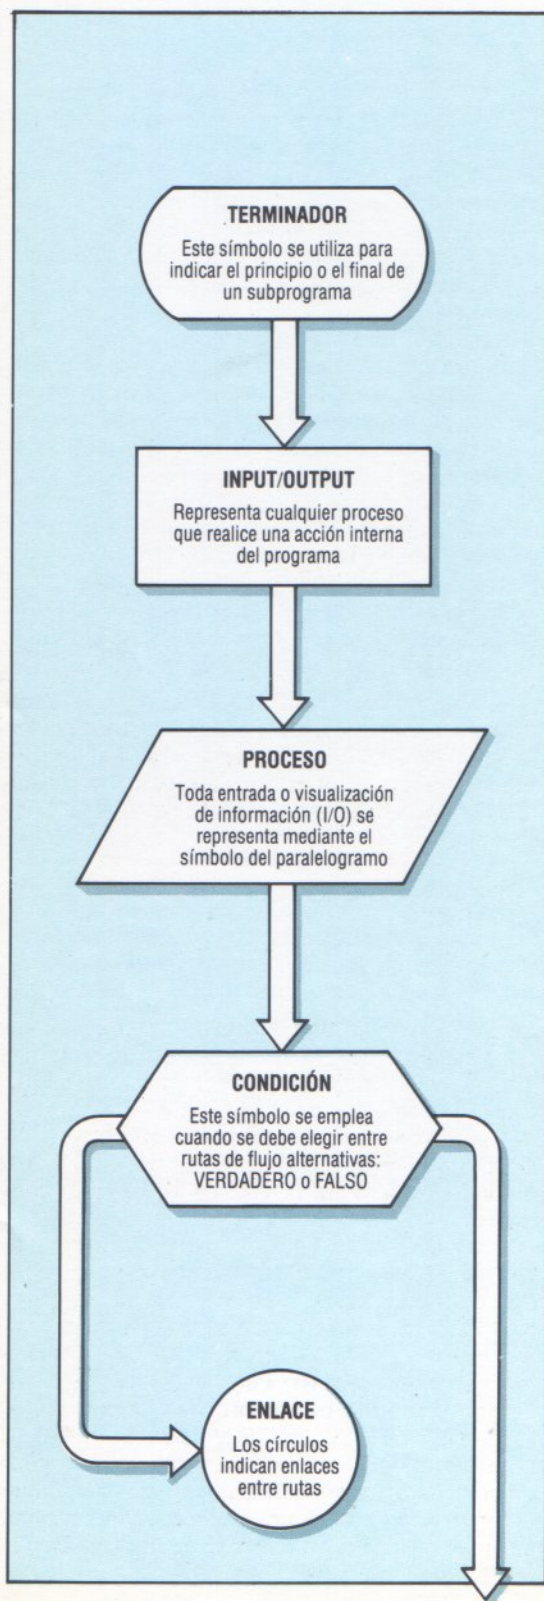 TERMINADOR
Este símbolo se utiliza para
indicar el principio o el final de
un subprograma
INPUT/OUTPUT
Representa cualquier proceso
que realice una acción interna
del programa
PROCESO
Toda entrada o visualización
de información (I/O) se
representa mediante el
símbolo del paralelogramo
CONDICIÓN
Este símbolo se emplea
cuando se debe elegir entre
rutas de flujo alternativas:
VERDADERO o FALSO
ENLACE
Los círculos
indican enlaces
entre rutas